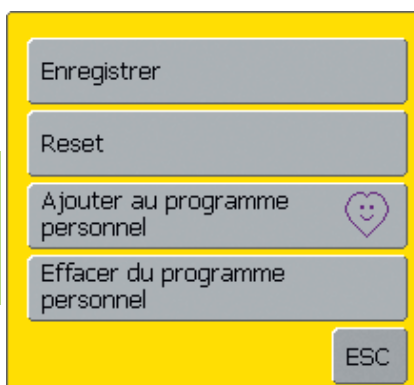 Enregistrer
Reset
Ajouter au programme
personnel
Effacer du programme
personnel
ESC